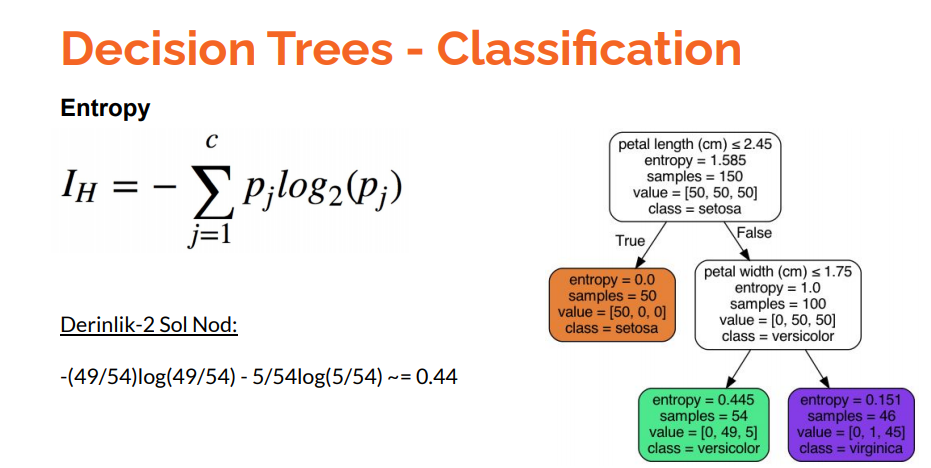 Decision Trees - Classification
Entropy
I_H = - \sum_{j=1}^{c} p_j log_2(p_j)
Derinlik-2 Sol Nod:
-(49/54)log(49/54) - 5/54log(5/54) ~= 0.44
petal length (cm) ≤ 2.45
entropy = 1.585
samples = 150
value = [50, 50, 50]
class = setosa
True
False
entropy = 0.0
samples = 50
value = [50, 0, 0]
class = setosa
petal width (cm) ≤ 1.75
entropy = 1.0
samples = 100
value = [0, 50, 50]
class = versicolor
entropy = 0.445
samples = 54
value = [0, 49, 5]
class = versicolor
entropy = 0.151
samples = 46
value = [0, 1, 45]
class = virginica